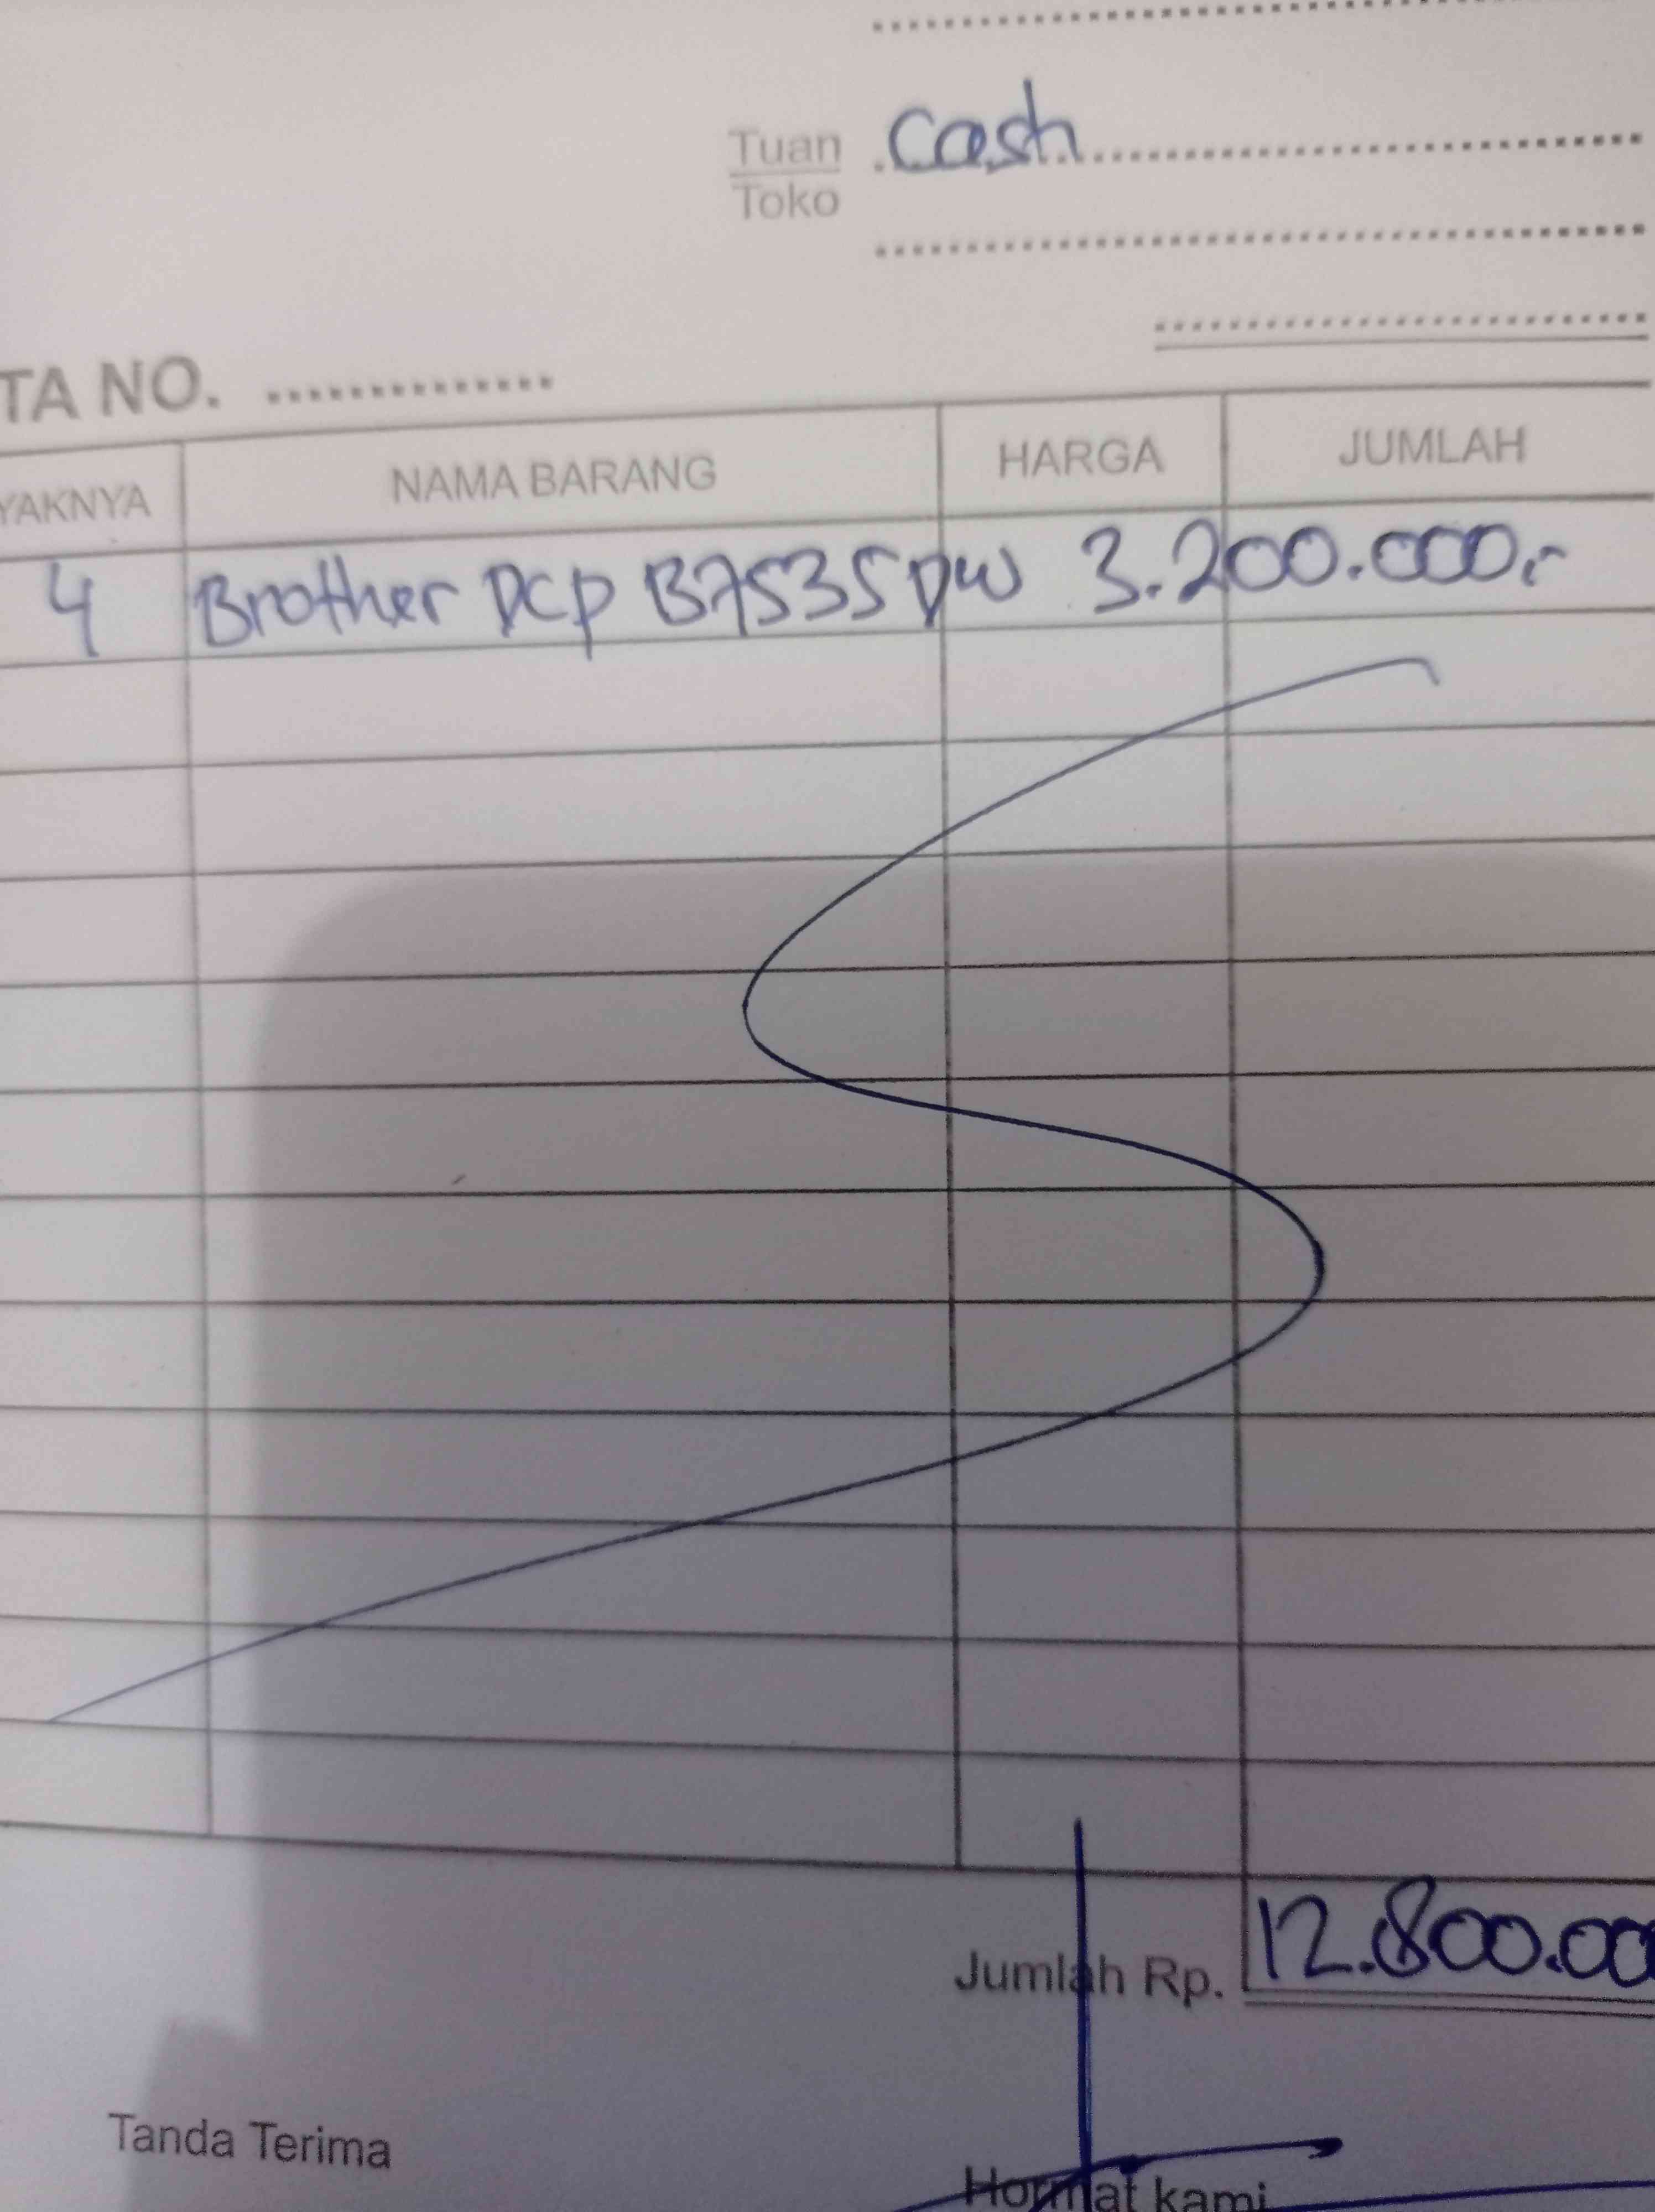 Tuan Cash
Toko
TA NO. ..............
YAKNYA NAMA BARANG HARGA JUMLAH
4 Brother DCP B7535DW 3.200.000,-
Jumlah Rp. 12.800.00
Tanda Terima
Hormat kami